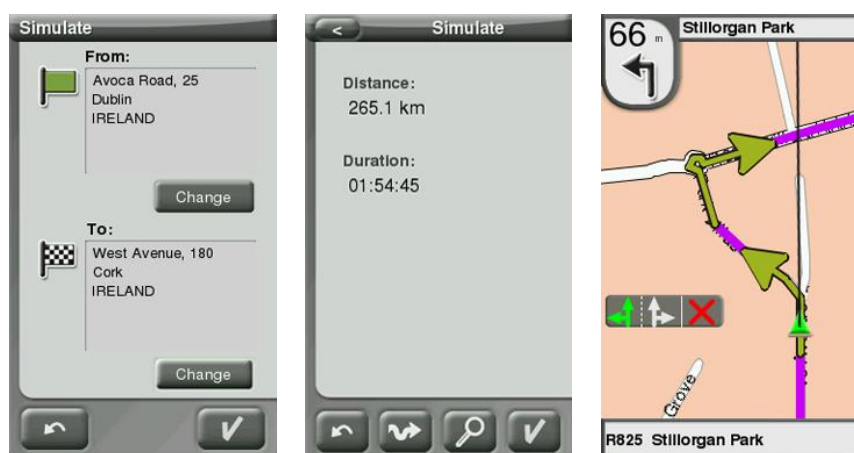 Simulate
From:
Avoca Road, 25
Dublin
IRELAND
Change
To:
West Avenue, 180
Cork
IRELAND
Change
<
Simulate
Distance:
265.1 km
Duration:
01:54:45
66 m
Stillorgan Park
Grove
R825 Stillorgan Park